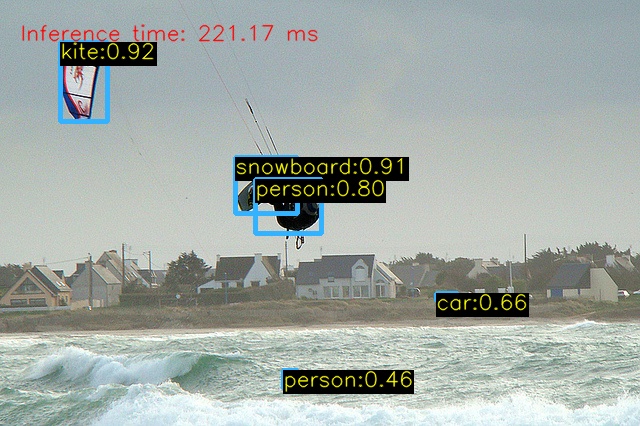 Inference time: 221.17 ms
kite:0.92
snowboard:0.91
person:0.80
car:0.66
person:0.46